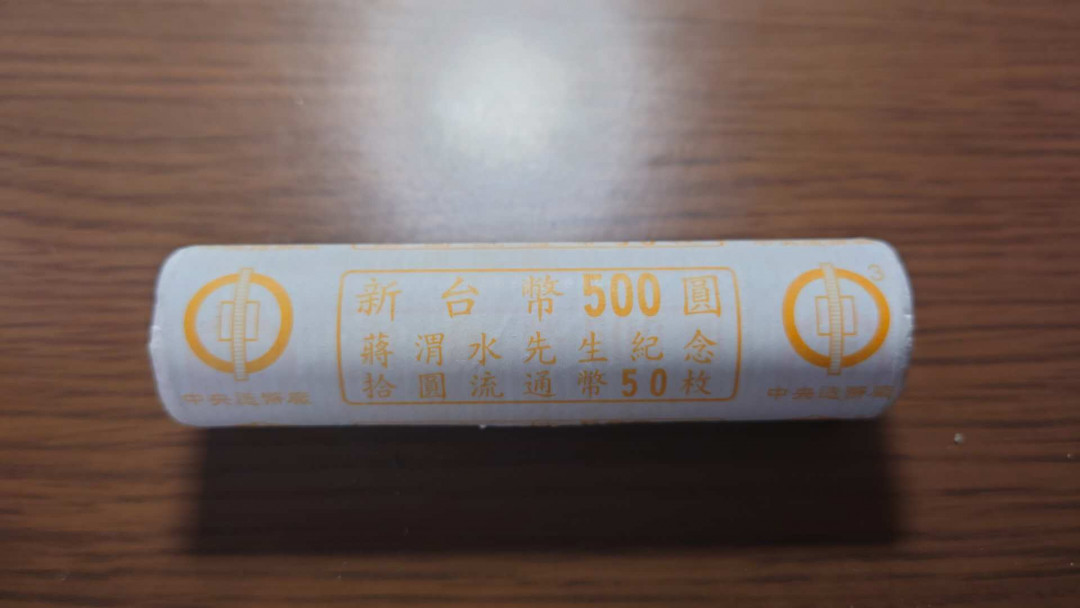 新台幣500圓
蔣渭水先生紀念
拾圓流通幣50枚
中央造幣廠
中央造幣廠
3